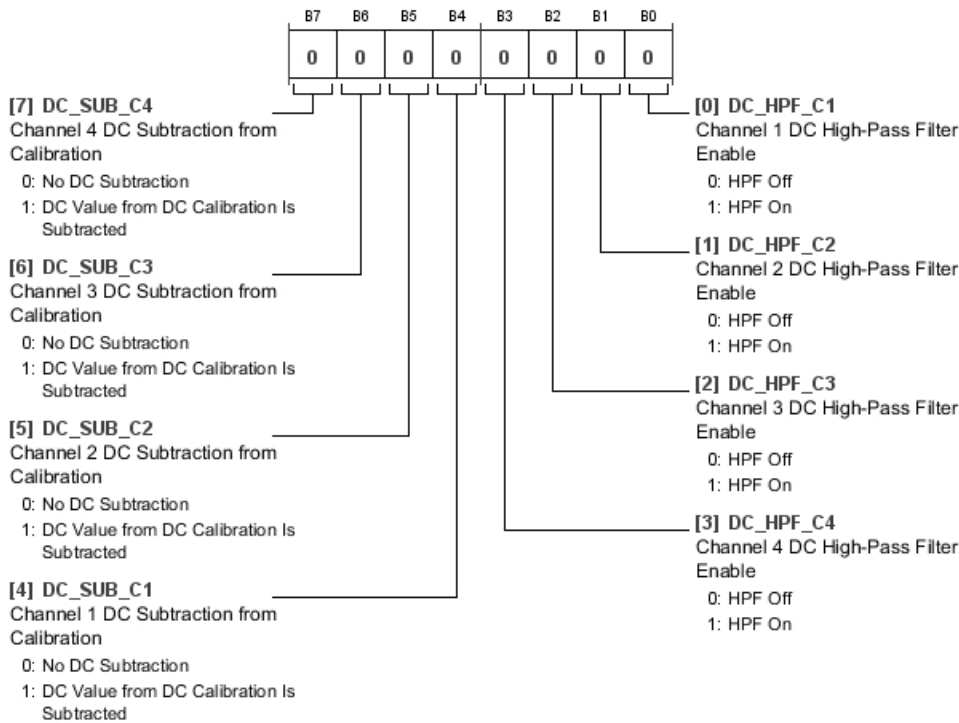 B7 B6 B5 B4 B3 B2 B1 B0
0 0 0 0 0 0 0 0
[7] DC_SUB_C4
Channel 4 DC Subtraction from
Calibration
0: No DC Subtraction
1: DC Value from DC Calibration Is
Subtracted
[6] DC_SUB_C3
Channel 3 DC Subtraction from
Calibration
0: No DC Subtraction
1: DC Value from DC Calibration Is
Subtracted
[5] DC_SUB_C2
Channel 2 DC Subtraction from
Calibration
0: No DC Subtraction
1: DC Value from DC Calibration Is
Subtracted
[4] DC_SUB_C1
Channel 1 DC Subtraction from
Calibration
0: No DC Subtraction
1: DC Value from DC Calibration Is
Subtracted
[0] DC_HPF_C1
Channel 1 DC High-Pass Filter
Enable
0: HPF Off
1: HPF On
[1] DC_HPF_C2
Channel 2 DC High-Pass Filter
Enable
0: HPF Off
1: HPF On
[2] DC_HPF_C3
Channel 3 DC High-Pass Filter
Enable
0: HPF Off
1: HPF On
[3] DC_HPF_C4
Channel 4 DC High-Pass Filter
Enable
0: HPF Off
1: HPF On